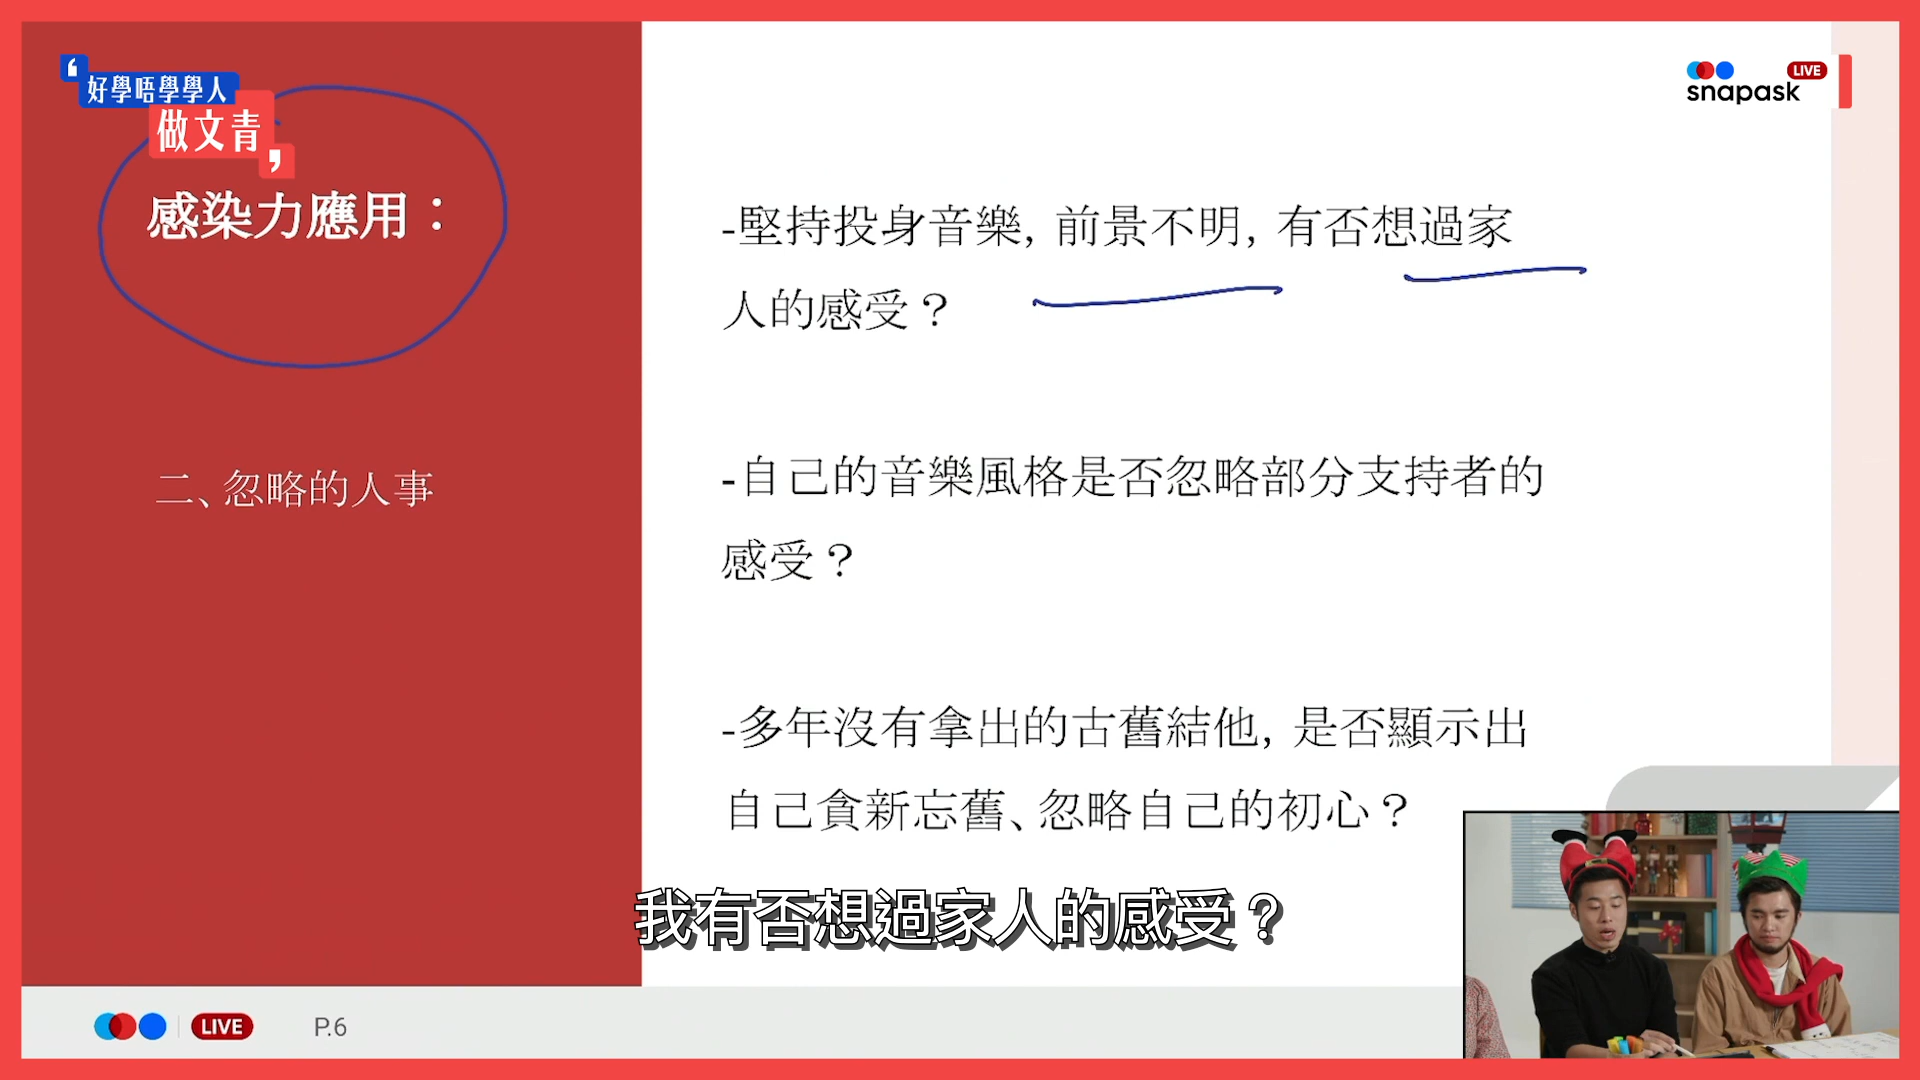 好學唔學學人
做文青
感染力應用：
二、忽略的人事
snapask
LIVE
-堅持投身音樂, 前景不明, 有否想過家
人的感受？
-自己的音樂風格是否忽略部分支持者的
感受？
-多年沒有拿出的古舊結他, 是否顯示出
自己貪新忘舊、忽略自己的初心？
我有否想過家人的感受？
LIVE
P.6